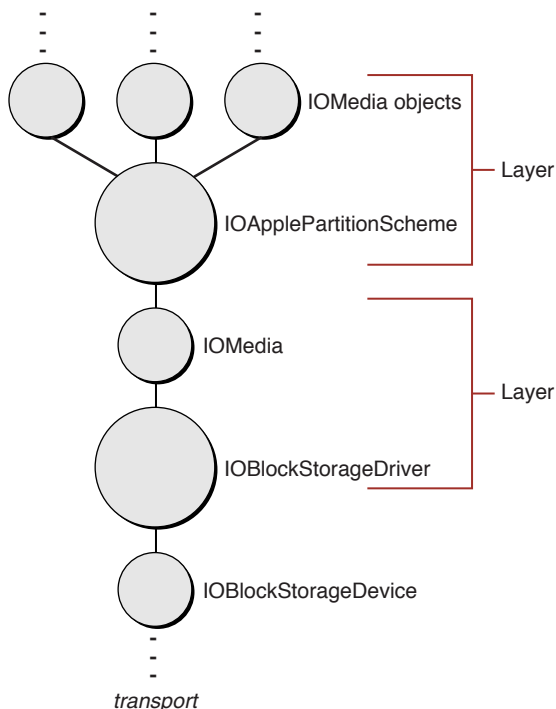 IOMedia objects
Layer
IOApplePartitionScheme
IOMedia
Layer
IOBlockStorageDriver
IOBlockStorageDevice
transport